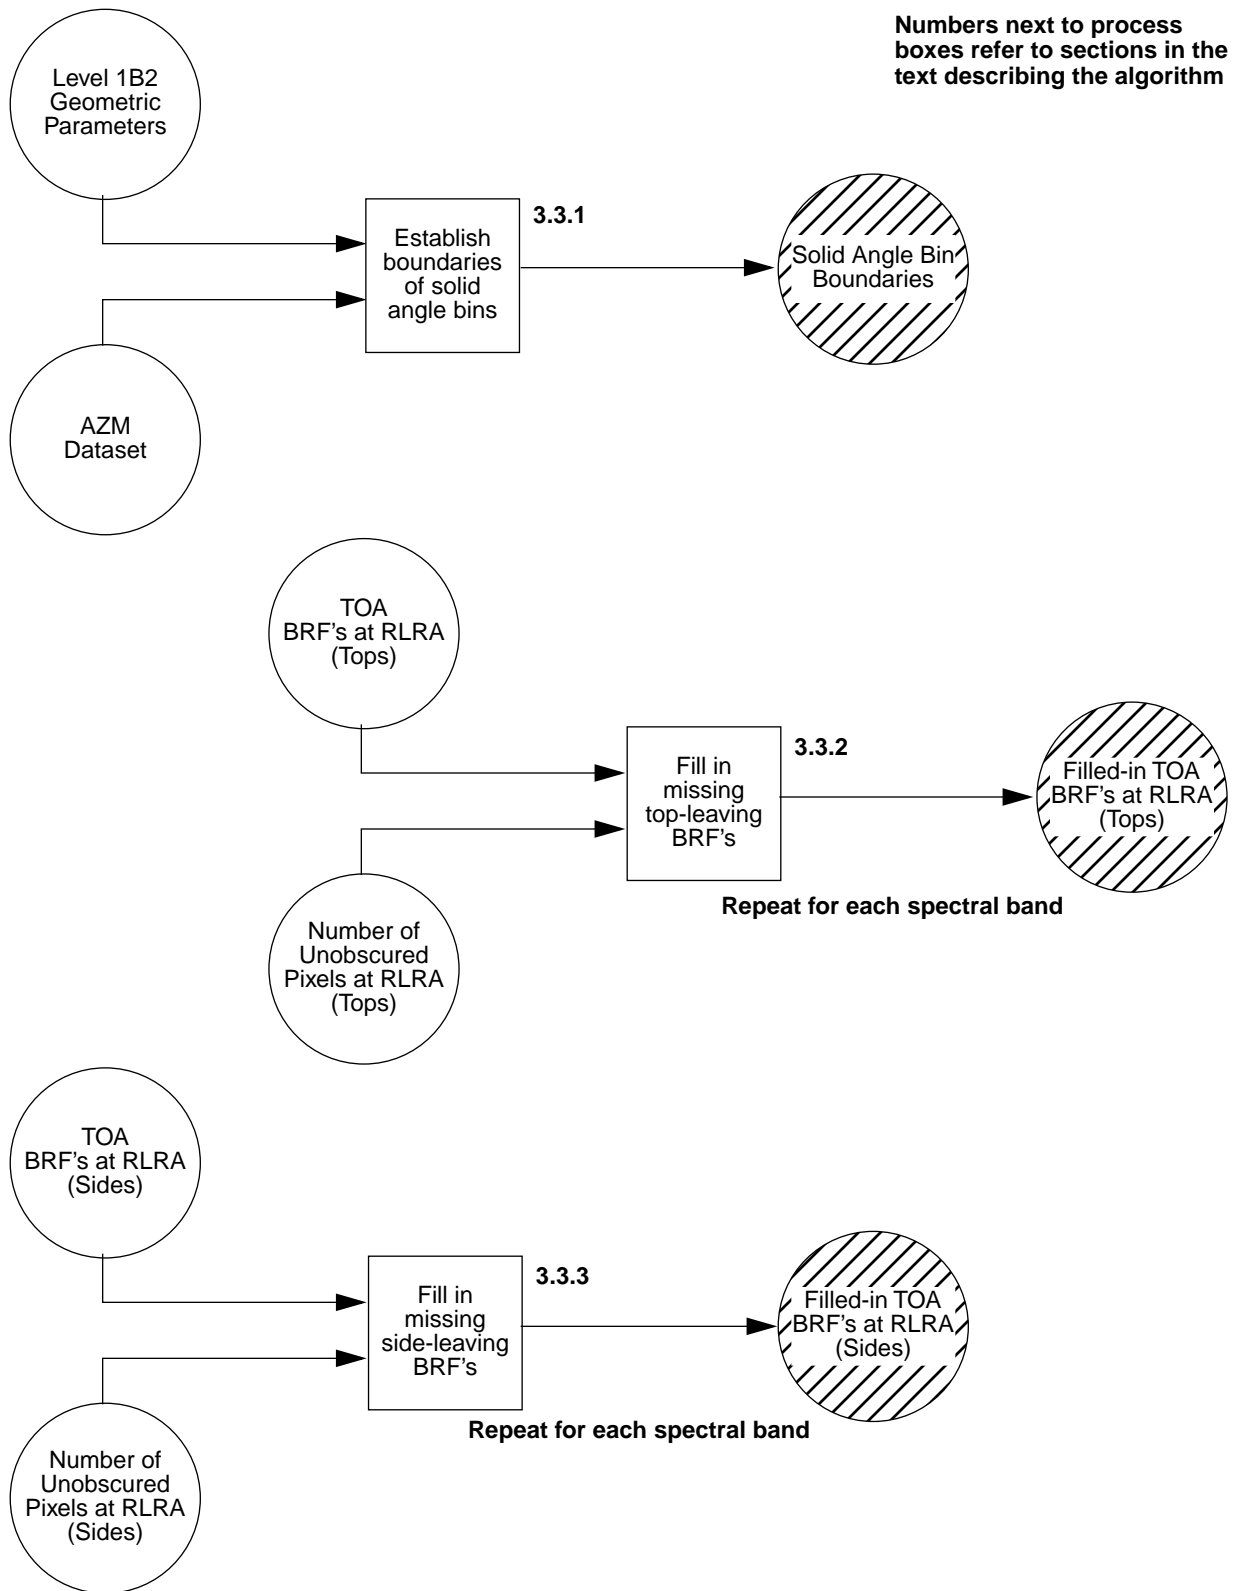 Numbers next to process
boxes refer to sections in the
text describing the algorithm
Level 1B2
Geometric
Parameters
3.3.1
Establish
boundaries
of solid
angle bins
Solid Angle Bin
Boundaries
AZM
Dataset
TOA
BRF's at RLRA
(Tops)
3.3.2
Fill in
missing
top-leaving
BRF's
Filled-in TOA
BRF's at RLRA
(Tops)
Repeat for each spectral band
Number of
Unobscured
Pixels at RLRA
(Tops)
TOA
BRF's at RLRA
(Sides)
3.3.3
Fill in
missing
side-leaving
BRF's
Filled-in TOA
BRF's at RLRA
(Sides)
Repeat for each spectral band
Number of
Unobscured
Pixels at RLRA
(Sides)